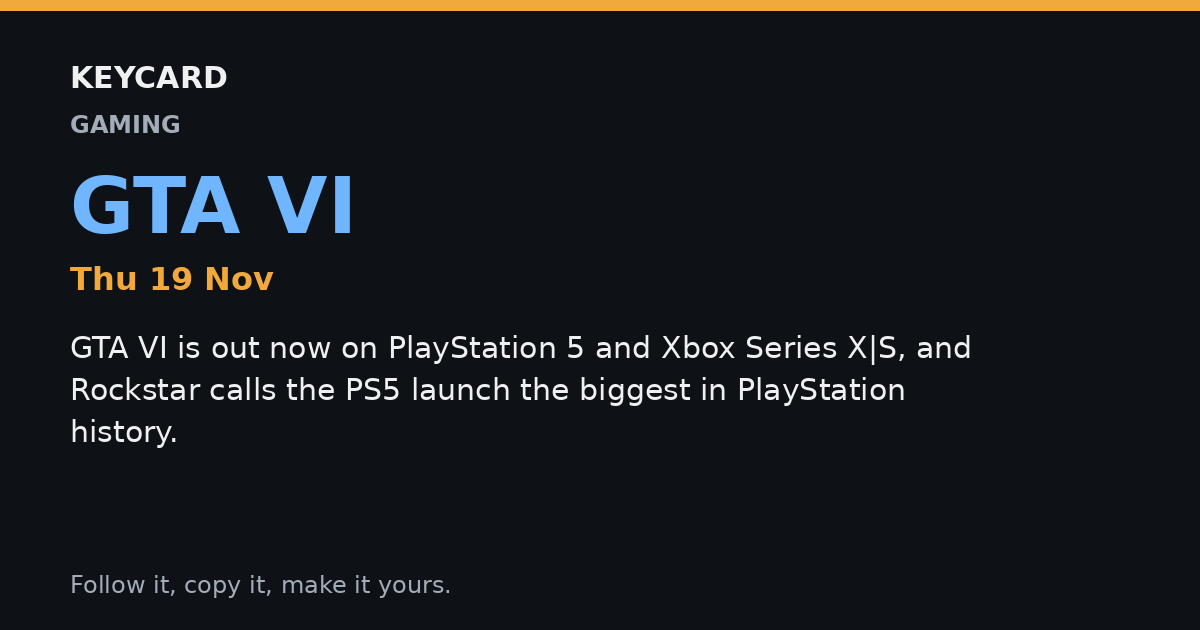 KEYCARD
GAMING
GTA VI
Thu 19 Nov
GTA VI is out now on PlayStation 5 and Xbox Series X|S, and
Rockstar calls the PS5 launch the biggest in PlayStation
history.
Follow it, copy it, make it yours.